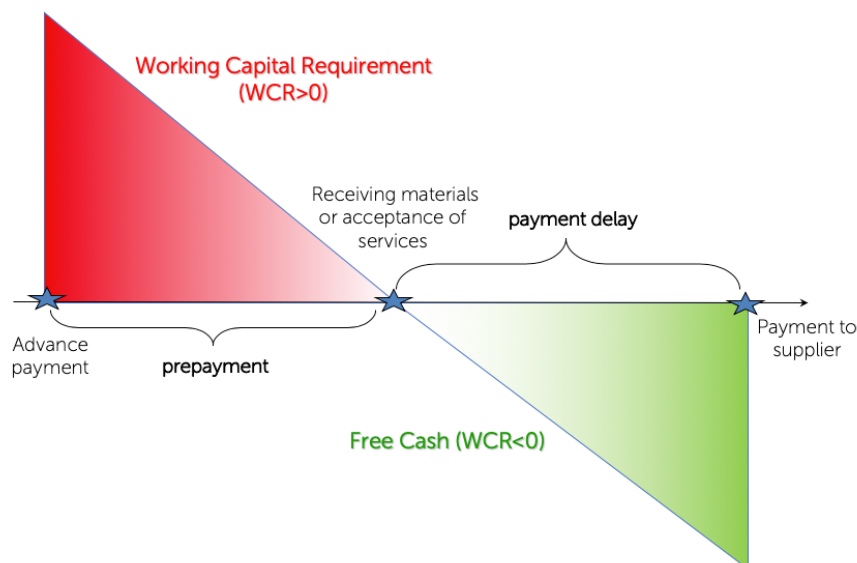 Working Capital Requirement
(WCR>0)
Receiving materials
or acceptance of
services
payment delay
Advance
payment
prepayment
Payment to
supplier
Free Cash (WCR<0)